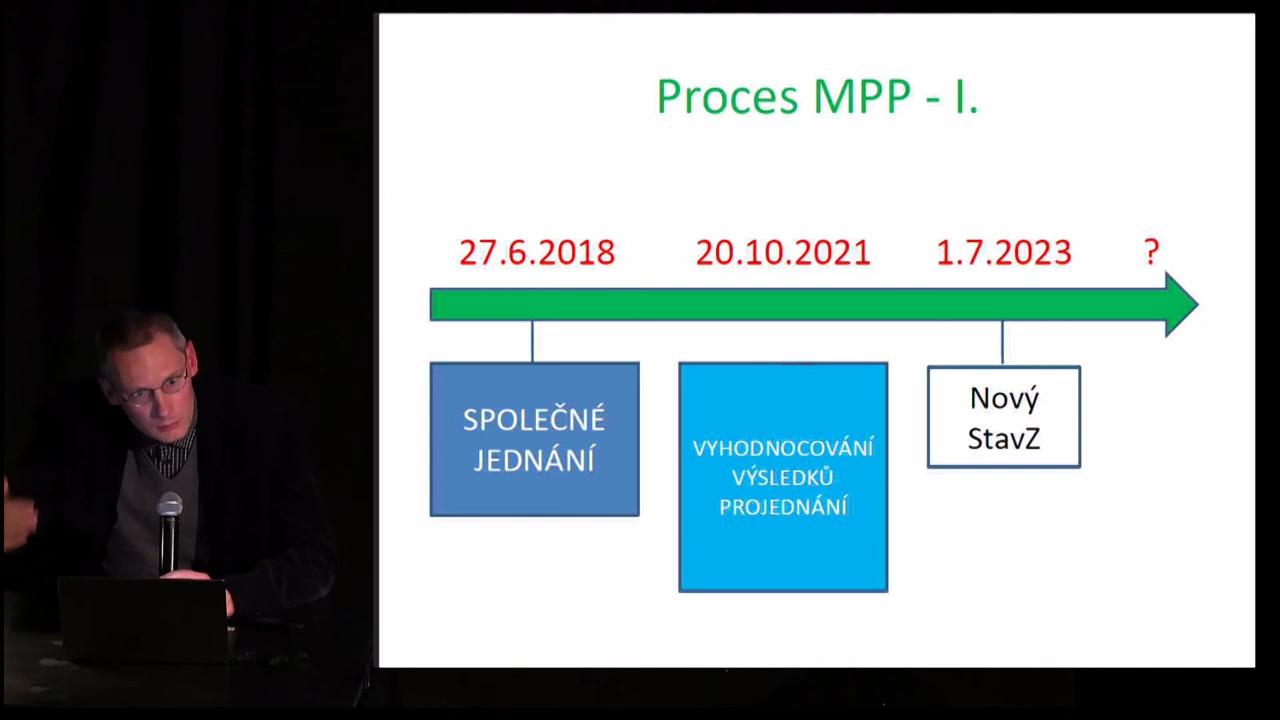 Proces MPP - I.
27.6.2018 20.10.2021 1.7.2023 ?
SPOLEČNÉ
JEDNÁNÍ
VYHODNOCOVÁNÍ
VÝSLEDKŮ
PROJEDNÁNÍ
Nový
StavZ